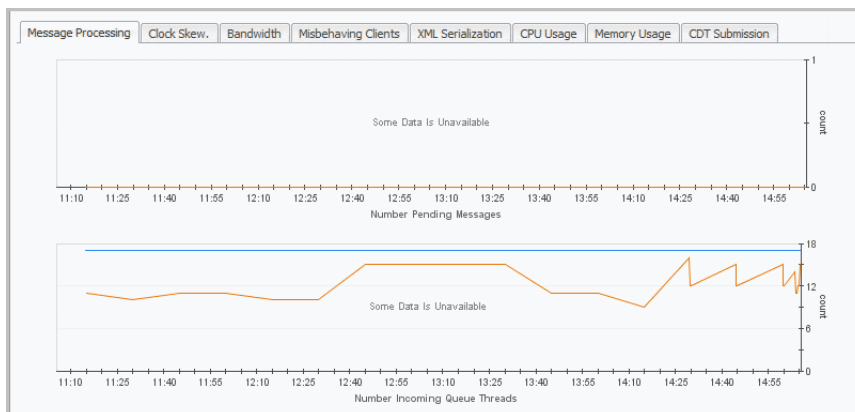 Message Processing Clock Skew. Bandwidth Misbehaving Clients XML Serialization CPU Usage Memory Usage CDT Submission
1
Some Data Is Unavailable
count
0
11:10 11:25 11:40 11:55 12:10 12:25 12:40 12:55 13:10 13:25 13:40 13:55 14:10 14:25 14:40 14:55
Number Pending Messages
18
12
Some Data Is Unavailable
count
6
0
11:10 11:25 11:40 11:55 12:10 12:25 12:40 12:55 13:10 13:25 13:40 13:55 14:10 14:25 14:40 14:55
Number Incoming Queue Threads